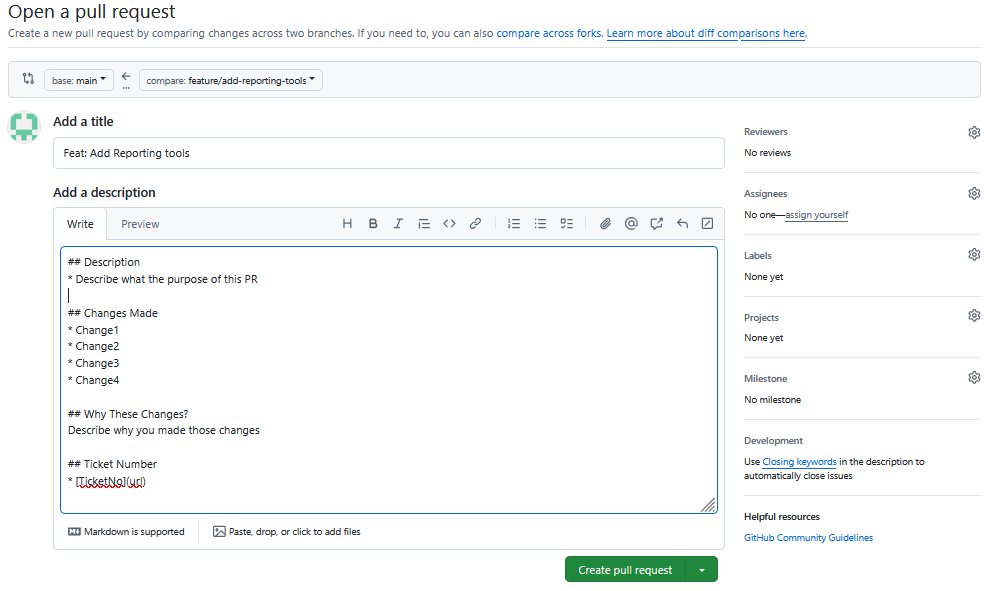 Open a pull request
Create a new pull request by comparing changes across two branches. If you need to, you can also compare across forks. Learn more about diff comparisons here.
base: main
compare: feature/add-reporting-tools
Add a title
Feat: Add Reporting tools
Add a description
Write
Preview
## Description
* Describe what the purpose of this PR
## Changes Made
* Change1
* Change2
* Change3
* Change4
## Why These Changes?
Describe why you made those changes
## Ticket Number
* [TicketNo](url)
Markdown is supported
Paste, drop, or click to add files
Create pull request
Reviewers
No reviews
Assignees
No one—assign yourself
Labels
None yet
Projects
None yet
Milestone
No milestone
Development
Use Closing keywords in the description to
automatically close issues
Helpful resources
GitHub Community Guidelines